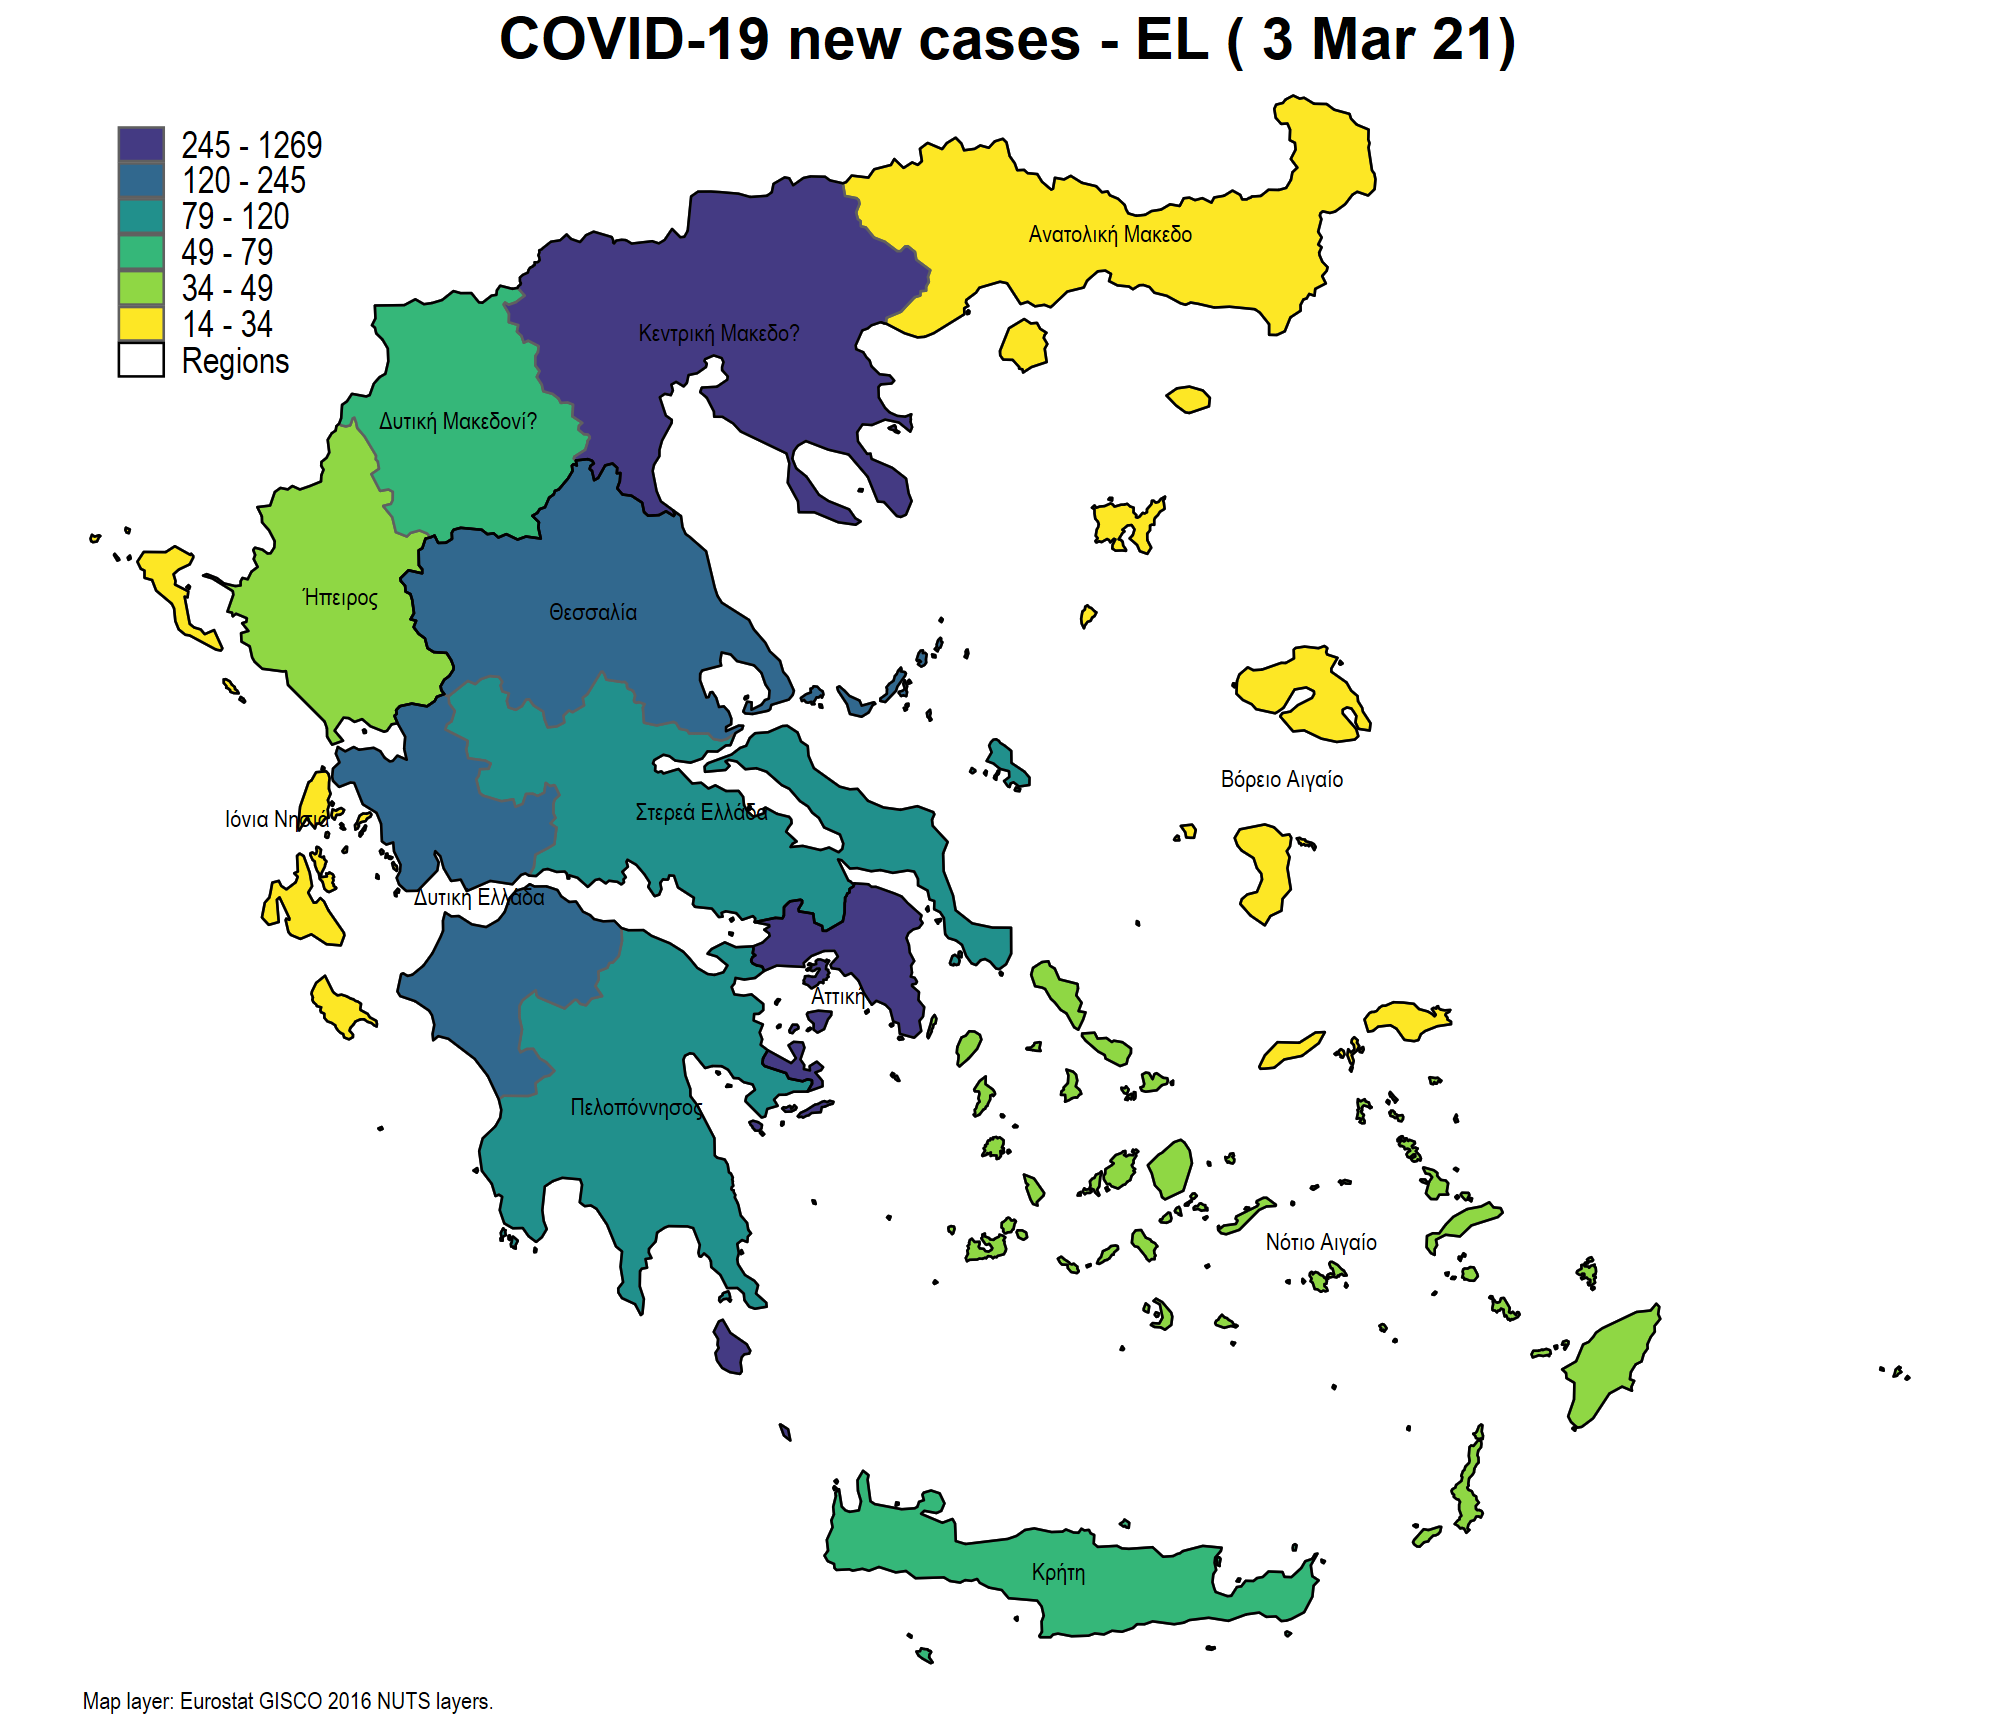 COVID-19 new cases - EL ( 3 Mar 21)
245 - 1269
120 - 245
79 - 120
49 - 79
34 - 49
14 - 34
Regions
Ανατολική Μακεδο
Κεντρική Μακεδο?
Δυτική Μακεδονί?
Ήπειρος
Θεσσαλία
Βόρειο Αιγαίο
Στερεά Ελλάδα
Ιόνια Νησιά
Δυτική Ελλάδα
Αττική
Πελοπόννησος
Νότιο Αιγαίο
Κρήτη
Map layer: Eurostat GISCO 2016 NUTS layers.